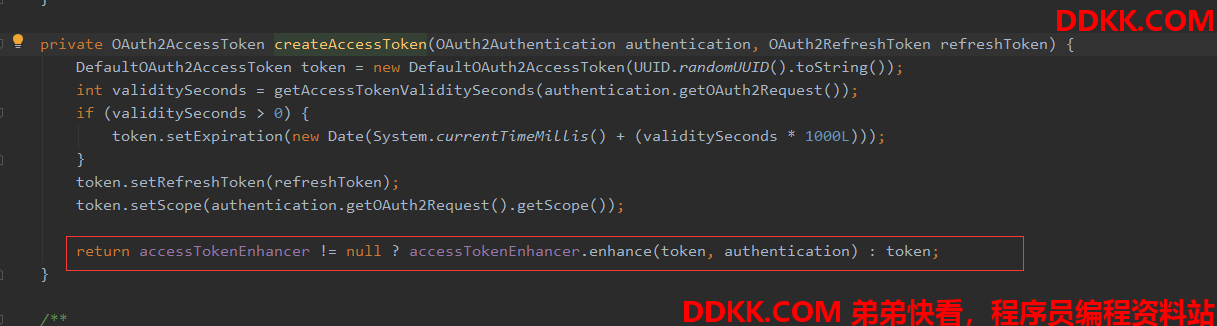 }
DDKK.COM
private OAuth2AccessToken createAccessToken(OAuth2Authentication authentication, OAuth2RefreshToken refreshToken) {
DefaultOAuth2AccessToken token = new DefaultOAuth2AccessToken(UUID.randomUUID().toString());
int validitySeconds = getAccessTokenValiditySeconds(authentication.getOAuth2Request());
if (validitySeconds > 0) {
token.setExpiration(new Date(System.currentTimeMillis() + (validitySeconds * 1000L)));
}
token.setRefreshToken(refreshToken);
token.setScope(authentication.getOAuth2Request().getScope());
return accessTokenEnhancer != null ? accessTokenEnhancer.enhance(token, authentication) : token;
}
DDKK.COM 弟弟快看，程序员编程资料站
/**